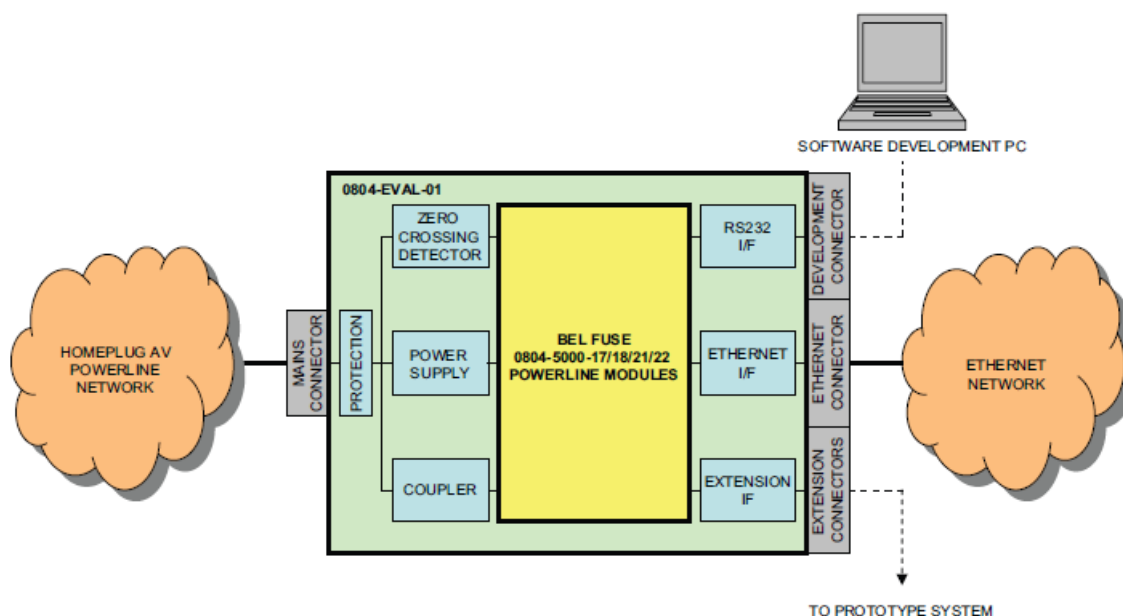 SOFTWARE DEVELOPMENT PC
0804-EVAL-01
ZERO
CROSSING
DETECTOR
RS232
I/F
DEVELOPMENT
CONNECTOR
HOMEPLUG AV
POWERLINE
NETWORK
MAINS
CONNECTOR
PROTECTION
POWER
SUPPLY
BEL FUSE
0804-5000-17/18/21/22
POWERLINE MODULES
ETHERNET
I/F
ETHERNET
CONNECTOR
ETHERNET
NETWORK
COUPLER
EXTENSION
IF
EXTENSION
CONNECTORS
TO PROTOTYPE SYSTEM